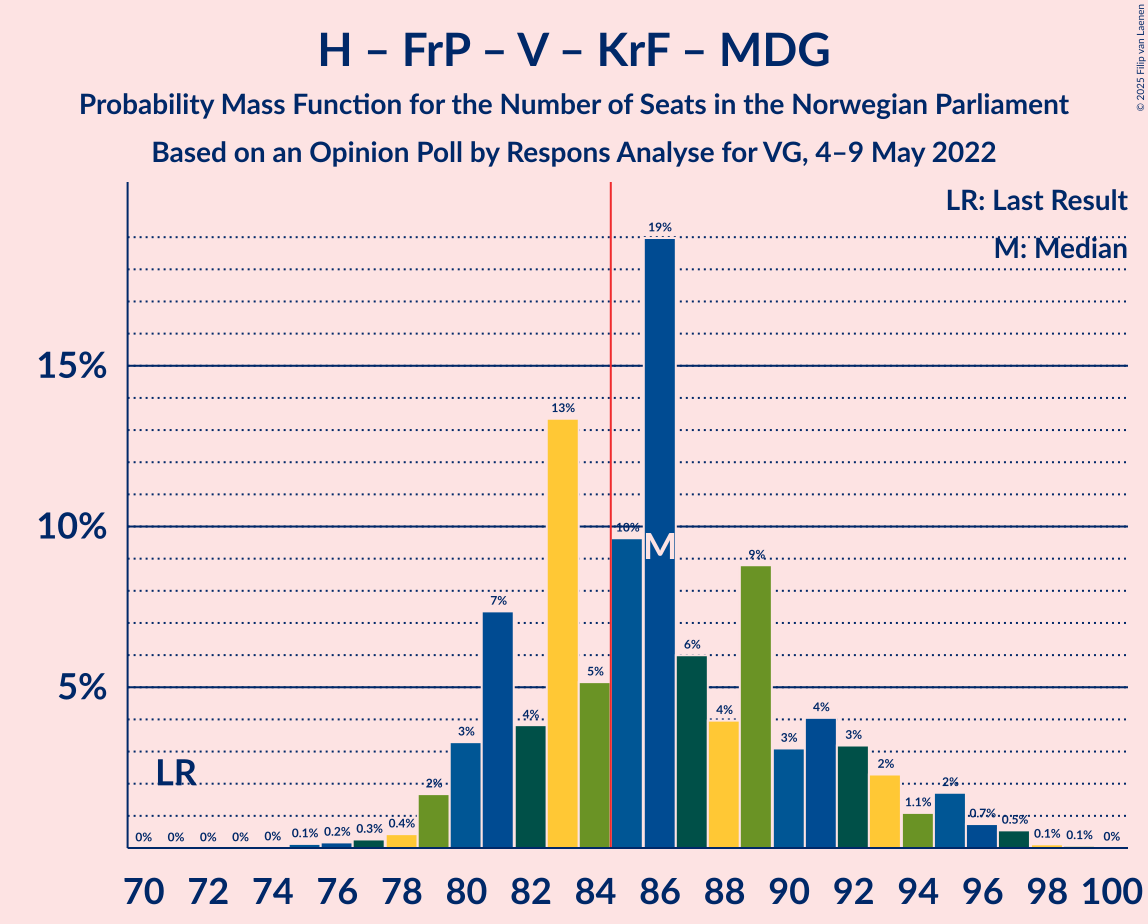 H – FrP – V – KrF – MDG
Probability Mass Function for the Number of Seats in the Norwegian Parliament
Based on an Opinion Poll by Respons Analyse for VG, 4–9 May 2022
© 2025 Filip van Laenen
LR: Last Result
M: Median
15%
10%
5%
LR
M
0% 0% 0% 0% 0% 0.1% 0.2% 0.3% 0.4% 2% 3% 7% 4% 13% 5% 10% 19% 6% 4% 9% 3% 4% 3% 2% 1.1% 2% 0.7% 0.5% 0.1% 0.1% 0%
70 72 74 76 78 80 82 84 86 88 90 92 94 96 98 100